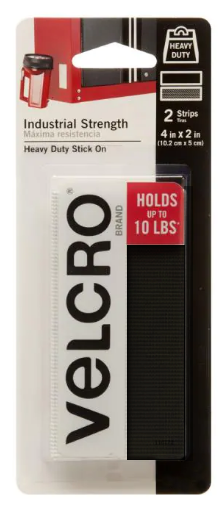 HEAVY
DUTY
Industrial Strength
Máxima resistencia
Heavy Duty Stick On
2 Strips
Tiras
4 in x 2 in
(10.2 cm x 5 cm)
HOLDS
UP TO
10 LBS*
VELCRO®
BRAND